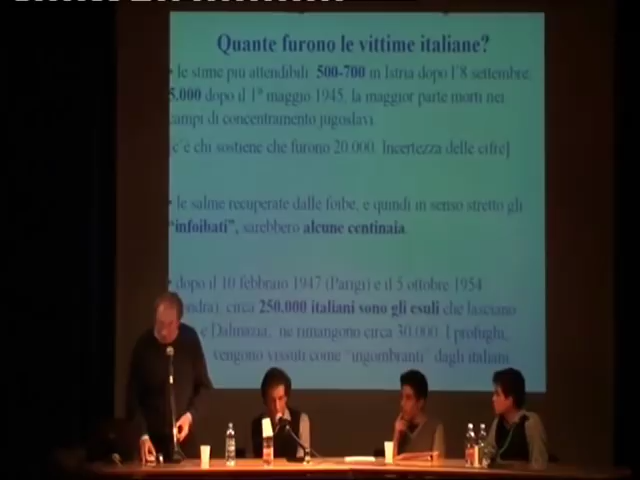 Quante furono le vittime italiane?
• le stime più attendibili: 500-700 in Istria dopo l'8 settembre,
5.000 dopo il 1° maggio 1945, la maggior parte morti nei
campi di concentramento jugoslavi
[c'è chi sostiene che furono 20.000. Incertezza delle cifre]
• le salme recuperate dalle foibe, e quindi in senso stretto gli
"infoibati", sarebbero alcune centinaia
• dopo il 10 febbraio 1947 (Parigi) e il 5 ottobre 1954
ondra), circa 250.000 italiani sono gli esuli che lasciano
e Dalmazia, ne rimangono circa 30.000. I profughi,
vengono vissuti come "ingombranti" dagli italiani